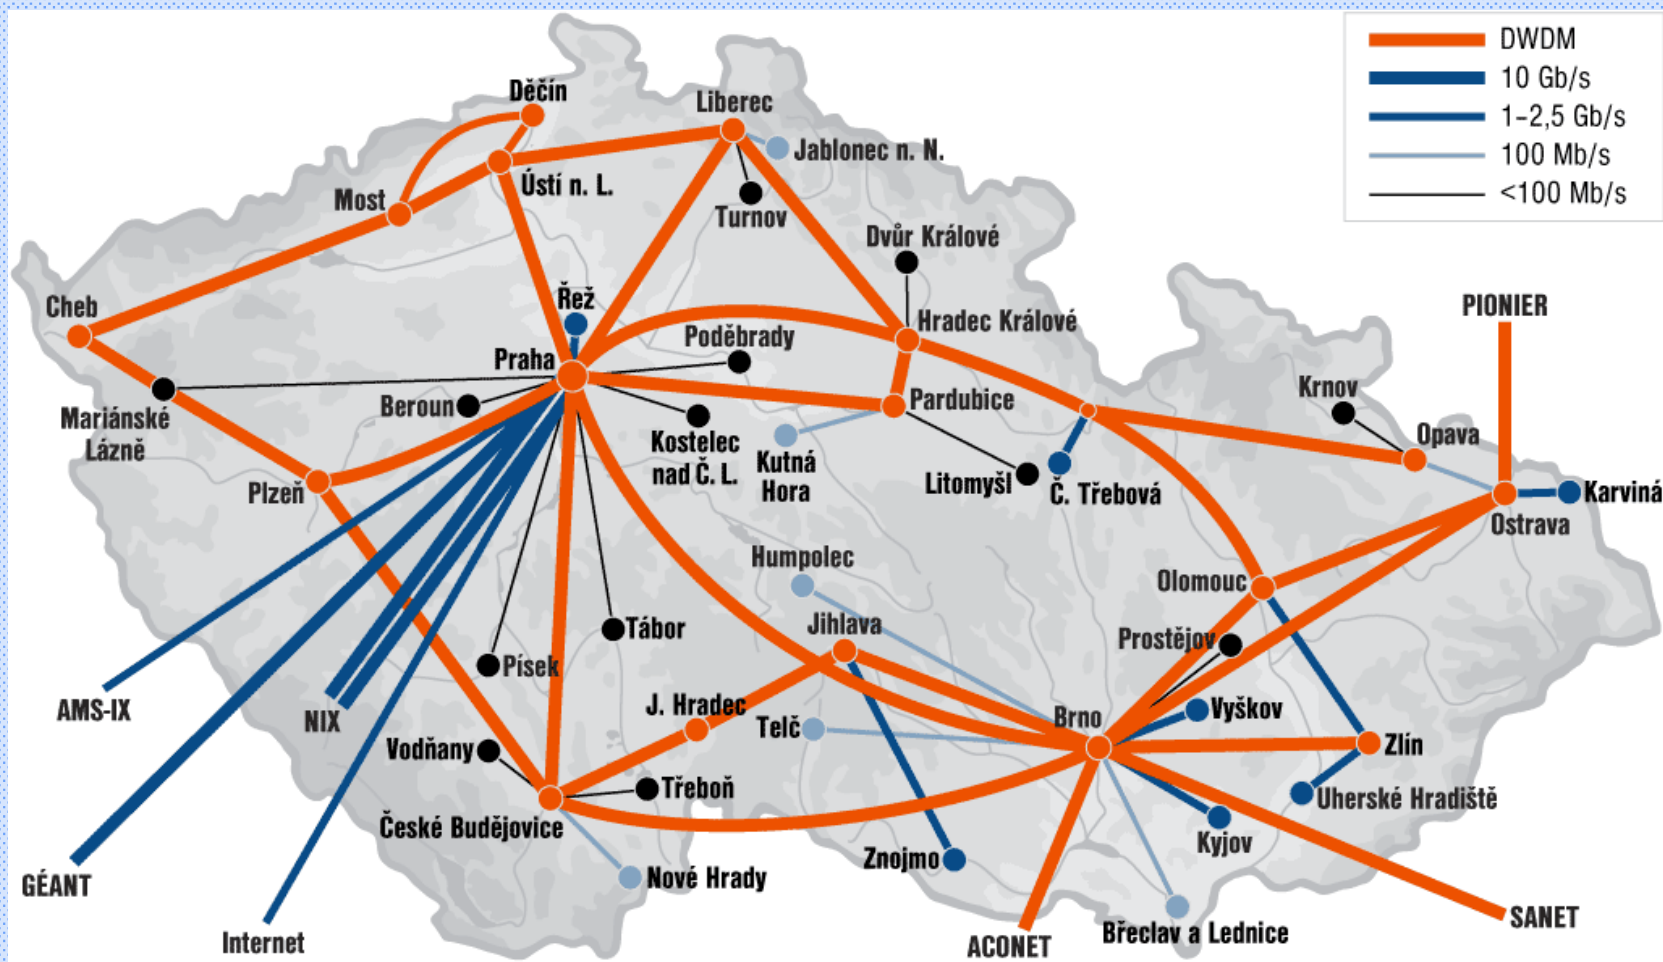 DWDM
10 Gb/s
1–2,5 Gb/s
100 Mb/s
<100 Mb/s
Děčín
Liberec
Jablonec n. N.
Ústí n. L.
Most
Turnov
Dvůr Králové
Cheb
Řež
PIONIER
Hradec Králové
Poděbrady
Praha
Mariánské
Lázně
Beroun
Pardubice
Krnov
Kostelec
nad Č. L.
Kutná
Hora
Opava
Plzeň
Litomyšl
Č. Třebová
Karviná
Ostrava
Humpolec
Olomouc
Jihlava
Tábor
Prostějov
Písek
AMS-IX
NIX
J. Hradec
Telč
Brno
Vyškov
Zlín
Vodňany
Třeboň
Uherské Hradiště
České Budějovice
Kyjov
Znojmo
GÉANT
Nové Hrady
SANET
Internet
ACONET
Břeclav a Lednice